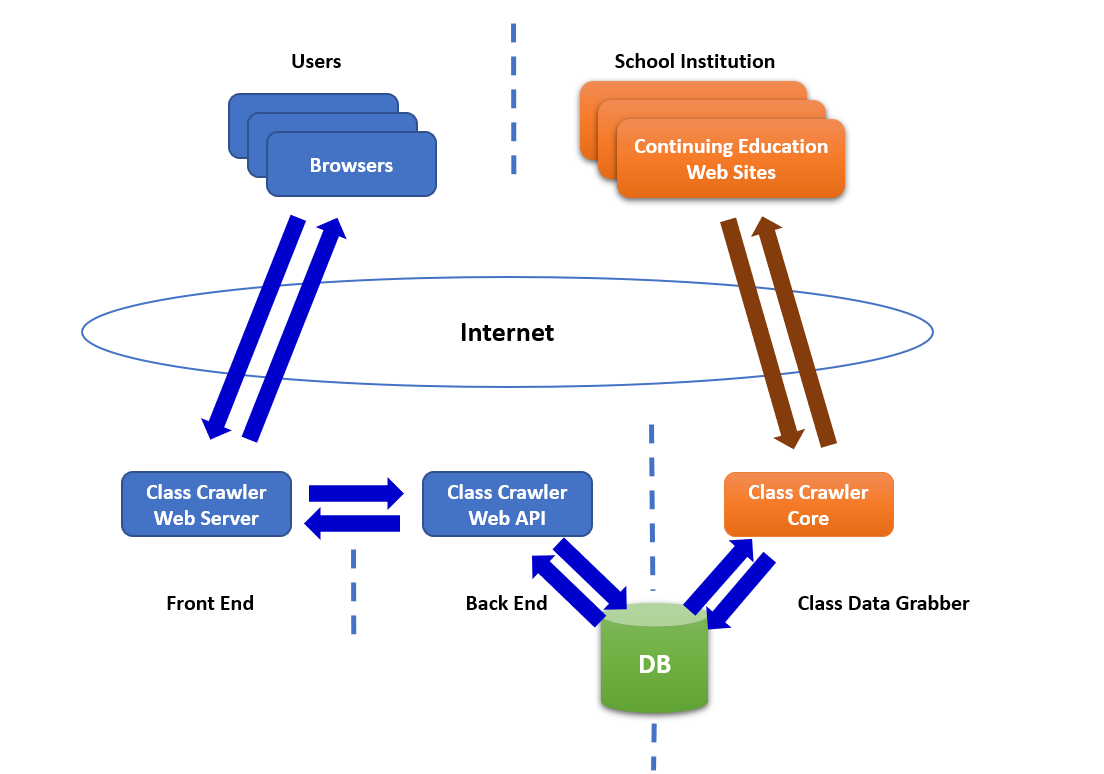 Users
School Institution
Browsers
Continuing Education
Web Sites
Internet
Class Crawler
Web Server
Class Crawler
Web API
Class Crawler
Core
Front End
Back End
Class Data Grabber
DB